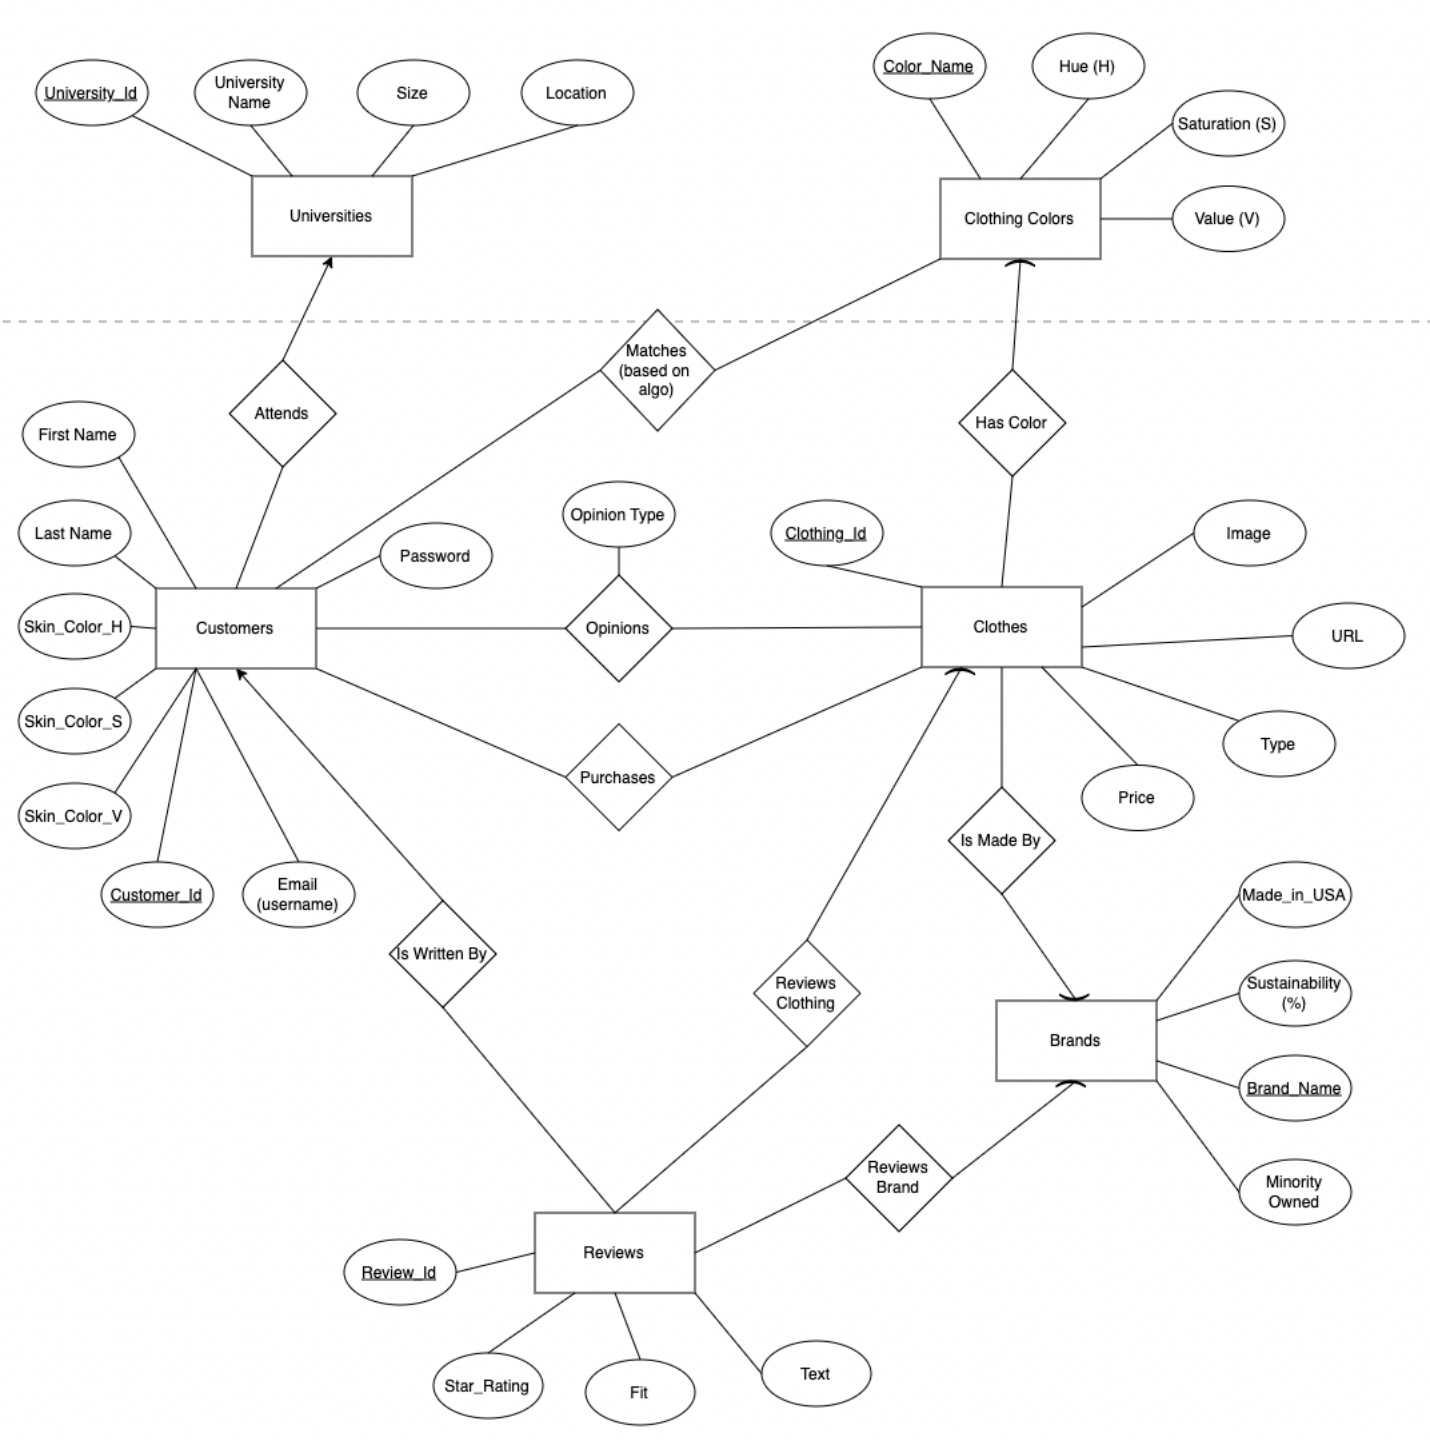 Color_Name
Hue (H)
University_Id
University
Name
Size
Location
Saturation (S)
Universities
Clothing Colors
Value (V)
Matches
(based on
algo)
Attends
Has Color
First Name
Opinion Type
Last Name
Clothing_Id
Image
Password
Skin_Color_H
Customers
Opinions
Clothes
URL
Skin_Color_S
Type
Purchases
Price
Skin_Color_V
Is Made By
Customer_Id
Email
(username)
Made_in_USA
Is Written By
Reviews
Clothing
Sustainability
(%)
Brands
Brand_Name
Reviews
Brand
Minority
Owned
Reviews
Review_Id
Star_Rating
Fit
Text